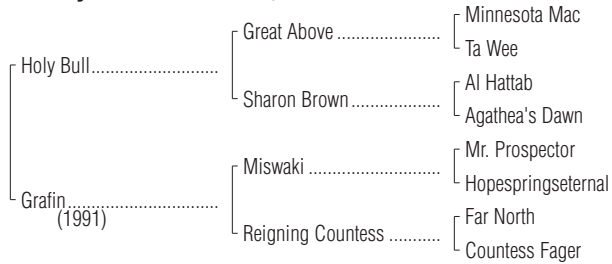 Minnesota Mac
Great Above ..................
Ta Wee
Holy Bull..........................
Al Hattab
Sharon Brown.....................
Agathea's Dawn
Mr. Prospector
Miswaki ........................
Hopespringseternal
Grafin..............................
(1991)
Far North
Reigning Countess ...........
Countess Fager